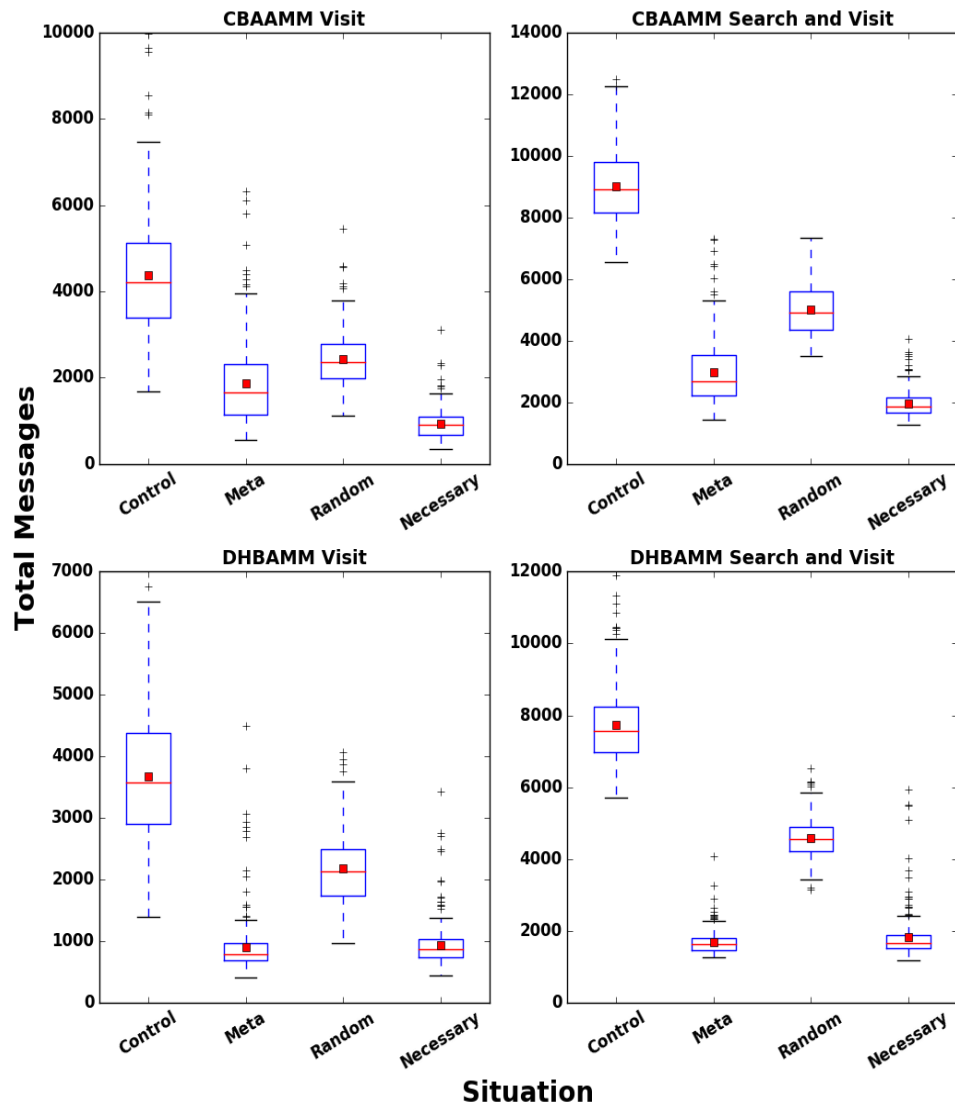 CBAAMM Visit
10000
8000
6000
4000
2000
0
Control Meta Random Necessary
CBAAMM Search and Visit
14000
12000
10000
8000
6000
4000
2000
0
Control Meta Random Necessary
Total Messages
DHBAMM Visit
7000
6000
5000
4000
3000
2000
1000
0
Control Meta Random Necessary
DHBAMM Search and Visit
12000
10000
8000
6000
4000
2000
0
Control Meta Random Necessary
Situation